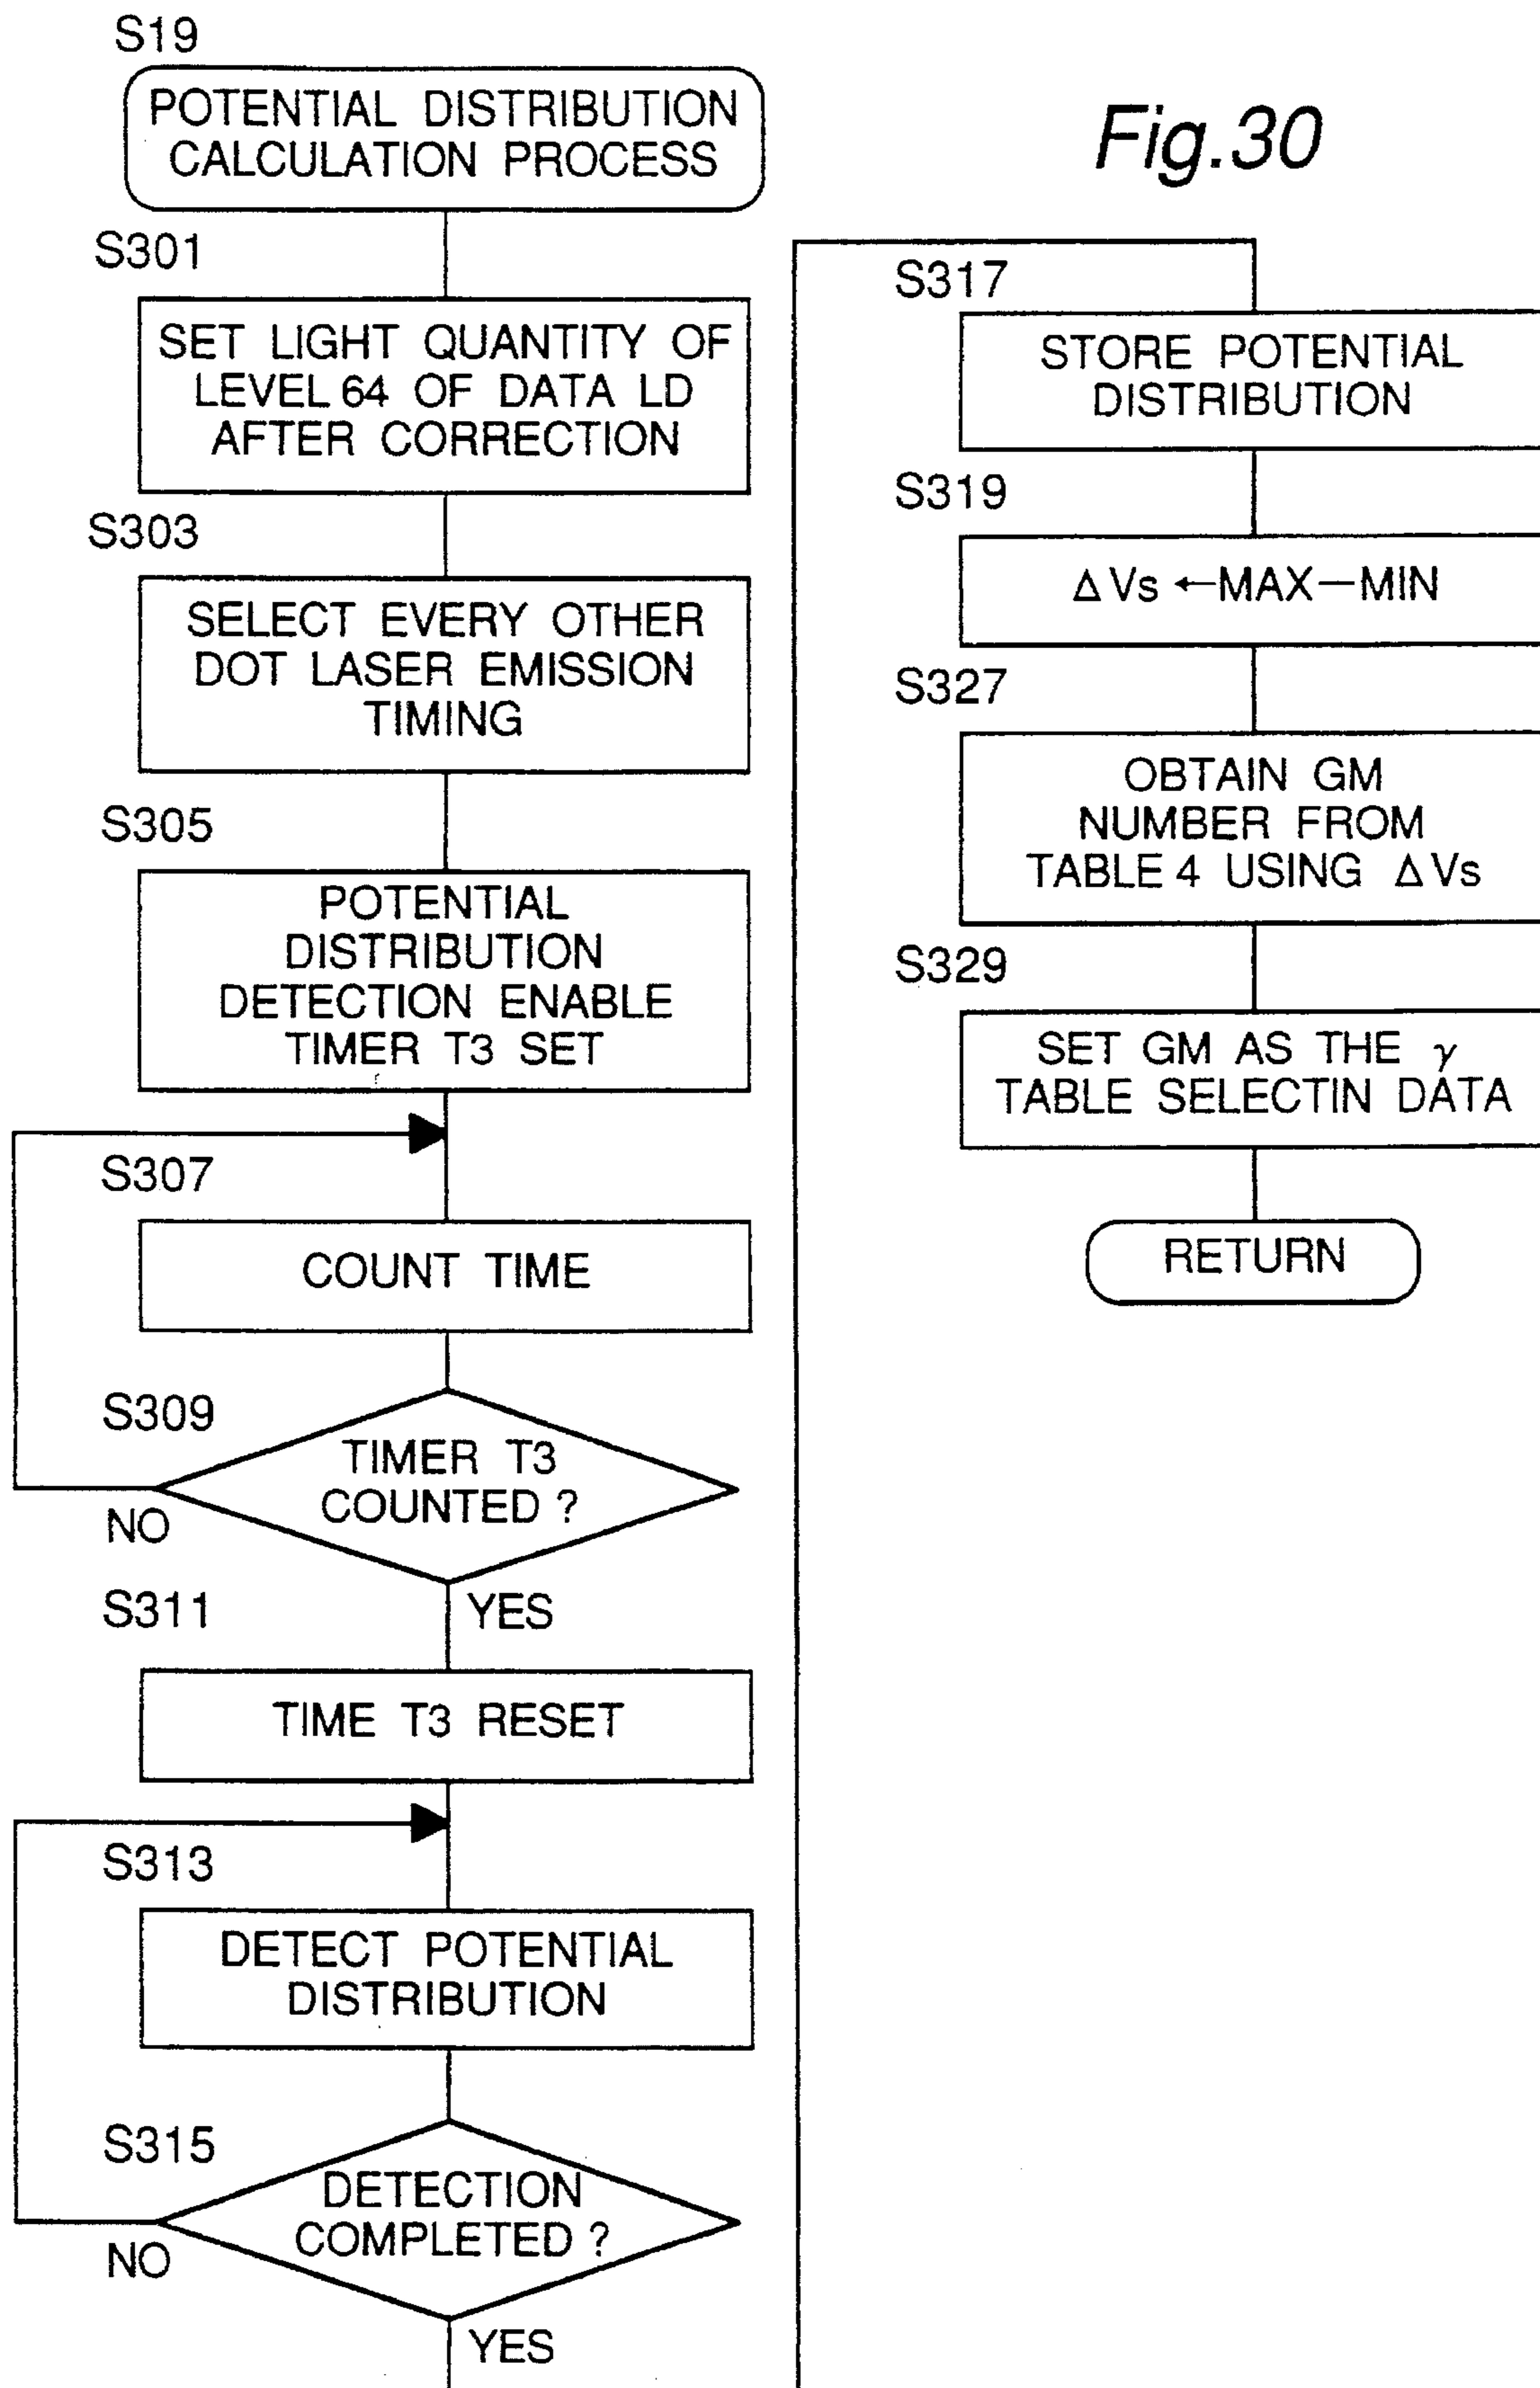 S19
POTENTIAL DISTRIBUTION
CALCULATION PROCESS
Fig.30
S301
SET LIGHT QUANTITY OF
LEVEL 64 OF DATA LD
AFTER CORRECTION
S303
SELECT EVERY OTHER
DOT LASER EMISSION
TIMING
S305
POTENTIAL
DISTRIBUTION
DETECTION ENABLE
TIMER T3 SET
S307
COUNT TIME
S309
TIMER T3
COUNTED ?
NO
YES
S311
TIME T3 RESET
S313
DETECT POTENTIAL
DISTRIBUTION
S315
DETECTION
COMPLETED ?
NO
YES
S317
STORE POTENTIAL
DISTRIBUTION
S319
Δ Vs ←MAX—MIN
S327
OBTAIN GM
NUMBER FROM
TABLE 4 USING Δ Vs
S329
SET GM AS THE γ
TABLE SELECTIN DATA
RETURN